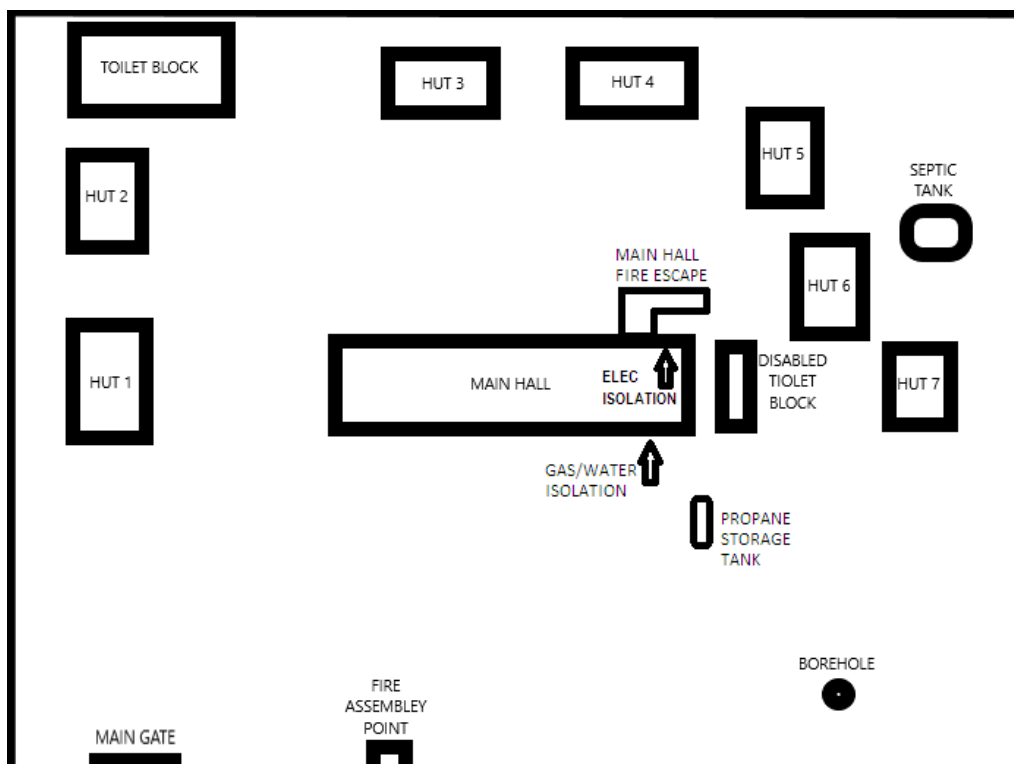 TOILET BLOCK
HUT 3
HUT 4
HUT 5
HUT 2
SEPTIC
TANK
MAIN HALL
FIRE ESCAPE
HUT 6
HUT 1
MAIN HALL
ELEC
ISOLATION
DISABLED
TIOLET
BLOCK
HUT 7
GAS/WATER
ISOLATION
PROPANE
STORAGE
TANK
BOREHOLE
FIRE
ASSEMBLEY
POINT
MAIN GATE